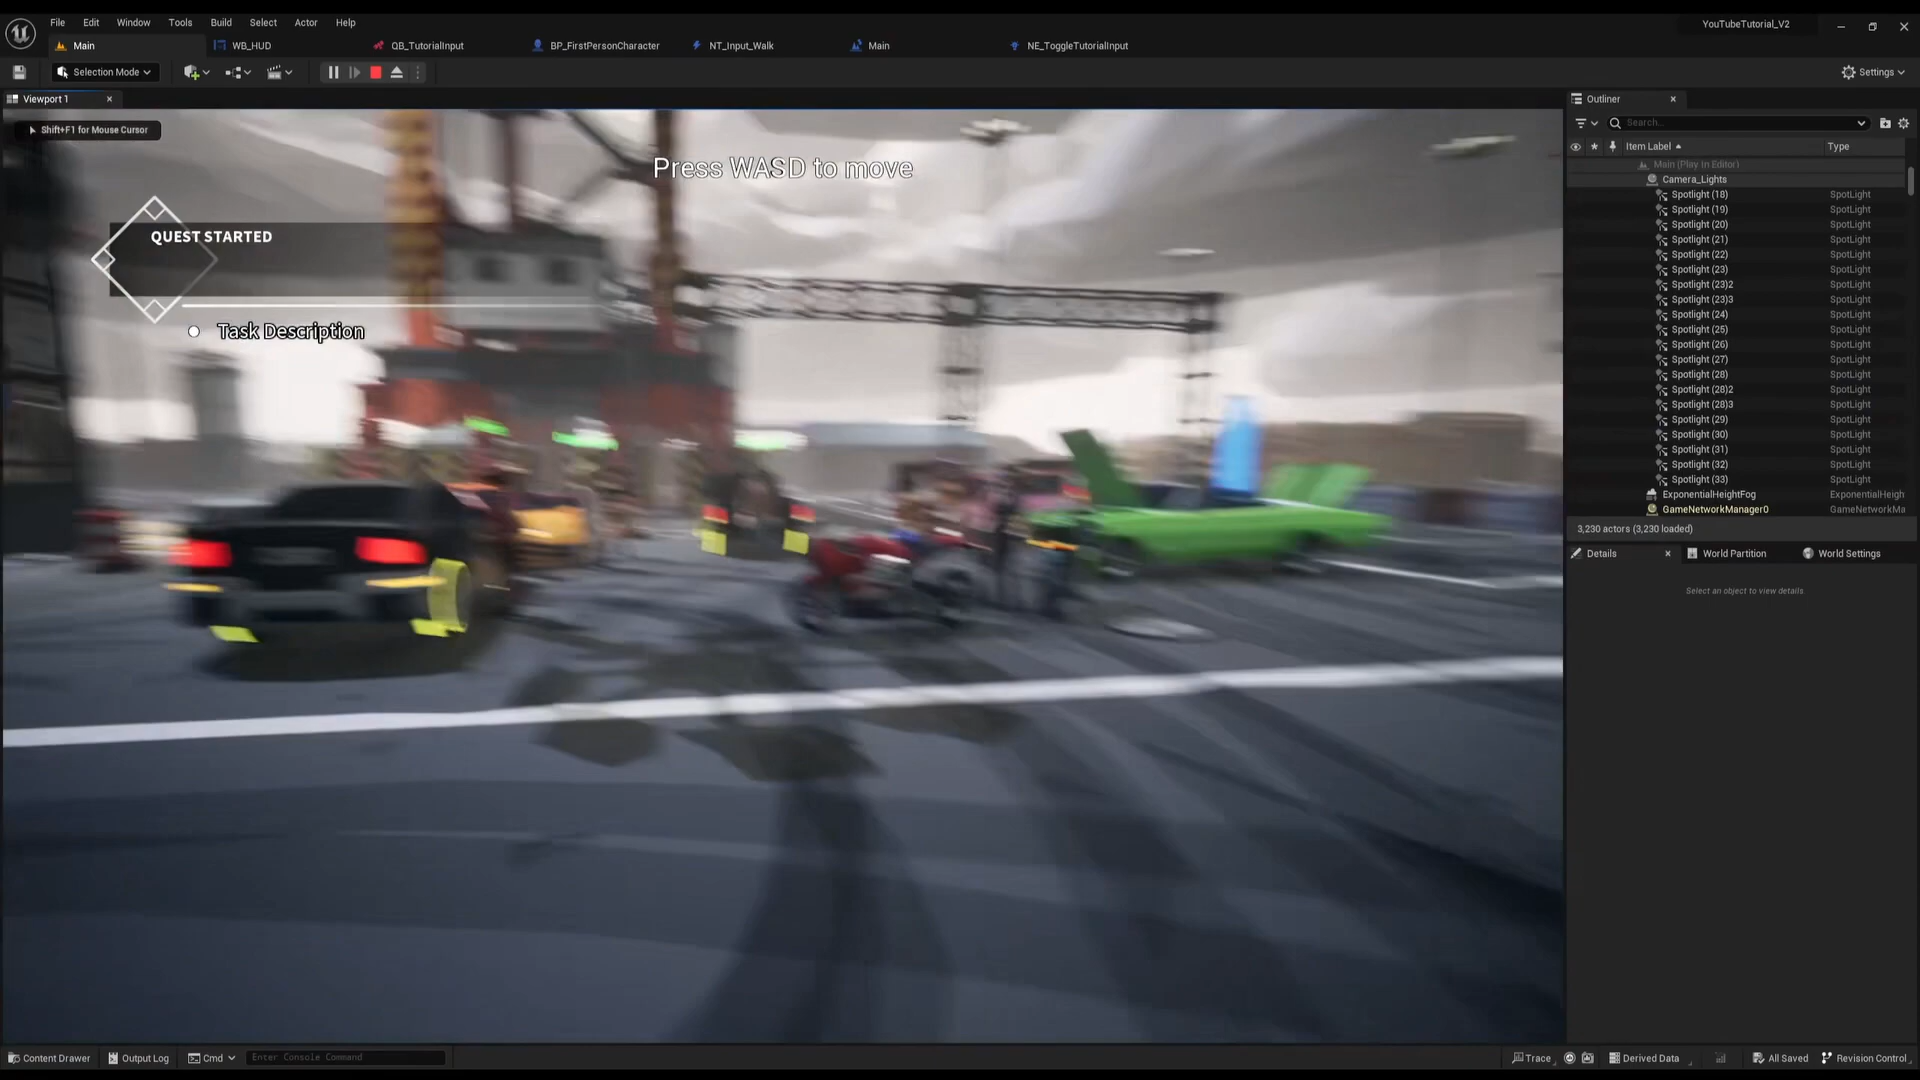 File Edit Window Tools Build Select Actor Help
YouTubeTutorial_V2
Main
WB_HUD
QB_TutorialInput
BP_FirstPersonCharacter
NT_Input_Walk
Main
NE_ToggleTutorialInput
Selection Mode
Settings
Viewport 1
Outliner
Shift+F1 for Mouse Cursor
Search...
Item Label
Type
Press WASD to move
Main (Play In Editor)
Camera_Lights
Spotlight (18) SpotLight
Spotlight (19) SpotLight
Spotlight (20) SpotLight
Spotlight (21) SpotLight
Spotlight (22) SpotLight
Spotlight (23) SpotLight
Spotlight (23)2 SpotLight
Spotlight (23)3 SpotLight
Spotlight (24) SpotLight
Spotlight (25) SpotLight
Spotlight (26) SpotLight
Spotlight (27) SpotLight
Spotlight (28) SpotLight
Spotlight (28)2 SpotLight
Spotlight (28)3 SpotLight
Spotlight (29) SpotLight
Spotlight (30) SpotLight
Spotlight (31) SpotLight
Spotlight (32) SpotLight
Spotlight (33) SpotLight
ExponentialHeightFog ExponentialHeigh
GameNetworkManager0 GameNetworkMa
3,230 actors (3,230 loaded)
QUEST STARTED
Task Description
Details
World Partition
World Settings
Select an object to view details
Content Drawer
Output Log
Cmd
Enter Console Command
Trace
Derived Data
All Saved
Revision Control